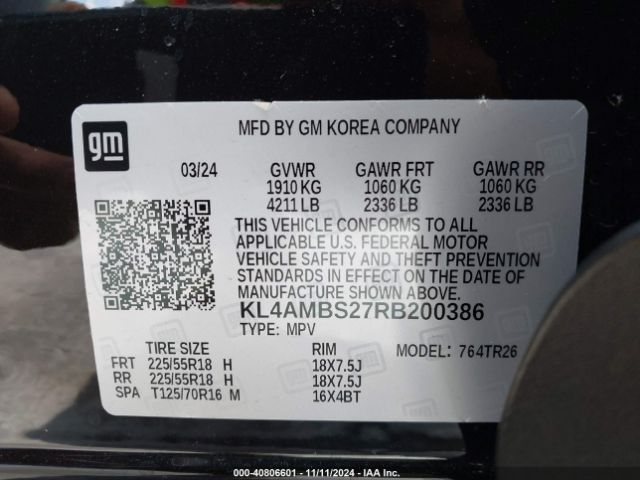 gm
MFD BY GM KOREA COMPANY
03/24 GVWR GAWR FRT GAWR RR
1910 KG 1060 KG 1060 KG
4211 LB 2336 LB 2336 LB
THIS VEHICLE CONFORMS TO ALL
APPLICABLE U.S. FEDERAL MOTOR
VEHICLE SAFETY AND THEFT PREVENTION
STANDARDS IN EFFECT ON THE DATE OF
MANUFACTURE SHOWN ABOVE.
KL4AMBS27RB200386
TYPE: MPV
TIRE SIZE RIM MODEL: 764TR26
FRT 225/55R18 H 18X7.5J
RR 225/55R18 H 18X7.5J
SPA T125/70R16 M 16X4BT
000-40806601 - 11/11/2024 - IAA Inc.